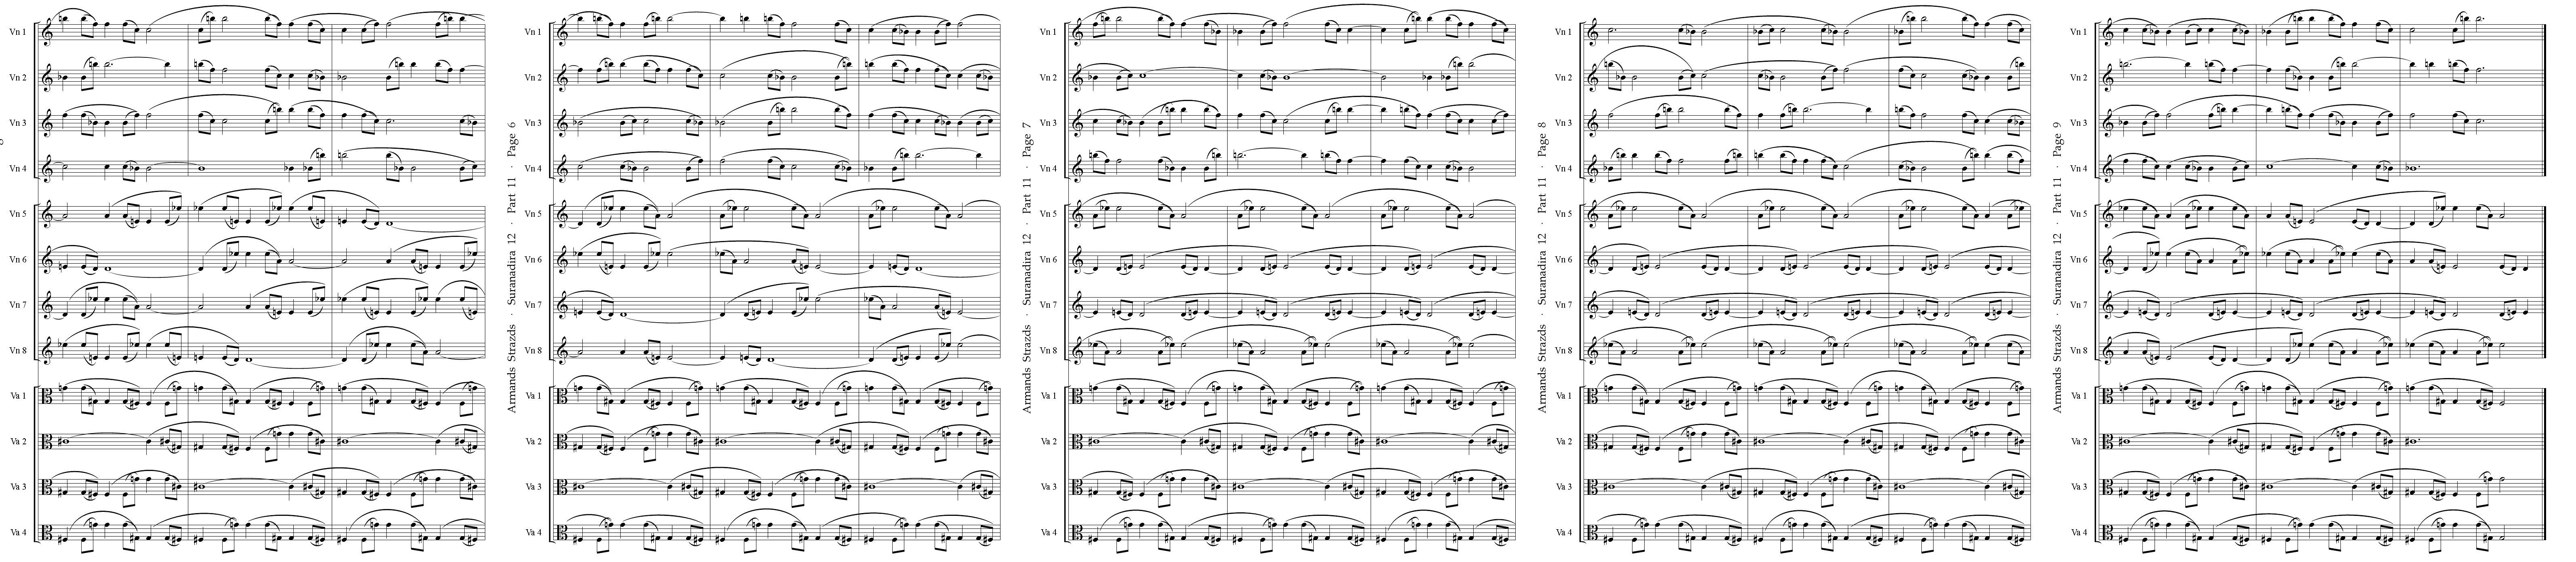 Vn 1
Vn 2
Vn 3
Vn 4
Vn 5
Vn 6
Vn 7
Vn 8
Va 1
Va 2
Va 3
Va 4
Armands Strazds · Suranadira 12 · Part 11 · Page 6
Vn 1
Vn 2
Vn 3
Vn 4
Vn 5
Vn 6
Vn 7
Vn 8
Va 1
Va 2
Va 3
Va 4
Armands Strazds · Suranadira 12 · Part 11 · Page 7
Vn 1
Vn 2
Vn 3
Vn 4
Vn 5
Vn 6
Vn 7
Vn 8
Va 1
Va 2
Va 3
Va 4
Armands Strazds · Suranadira 12 · Part 11 · Page 8
Vn 1
Vn 2
Vn 3
Vn 4
Vn 5
Vn 6
Vn 7
Vn 8
Va 1
Va 2
Va 3
Va 4
Armands Strazds · Suranadira 12 · Part 11 · Page 9
Vn 1
Vn 2
Vn 3
Vn 4
Vn 5
Vn 6
Vn 7
Vn 8
Va 1
Va 2
Va 3
Va 4